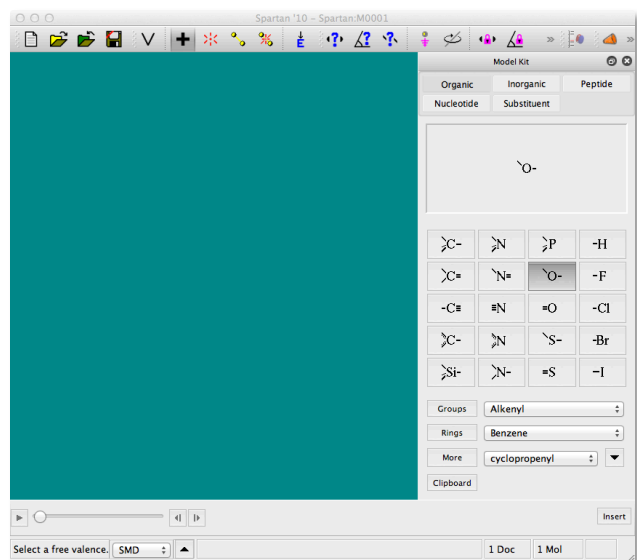 Spartan '10 – Spartan:M0001
V + E ? ? ? » »
Model Kit
Organic Inorganic Peptide
Nucleotide Substituent
O-
C- N P -H
C= N= O- -F
-C≡ ≡N =O -Cl
C- N S- -Br
Si- N- =S -I
Groups Alkenyl
Rings Benzene
More cyclopropenyl
Clipboard
Insert
Select a free valence. SMD 1 Doc 1 Mol